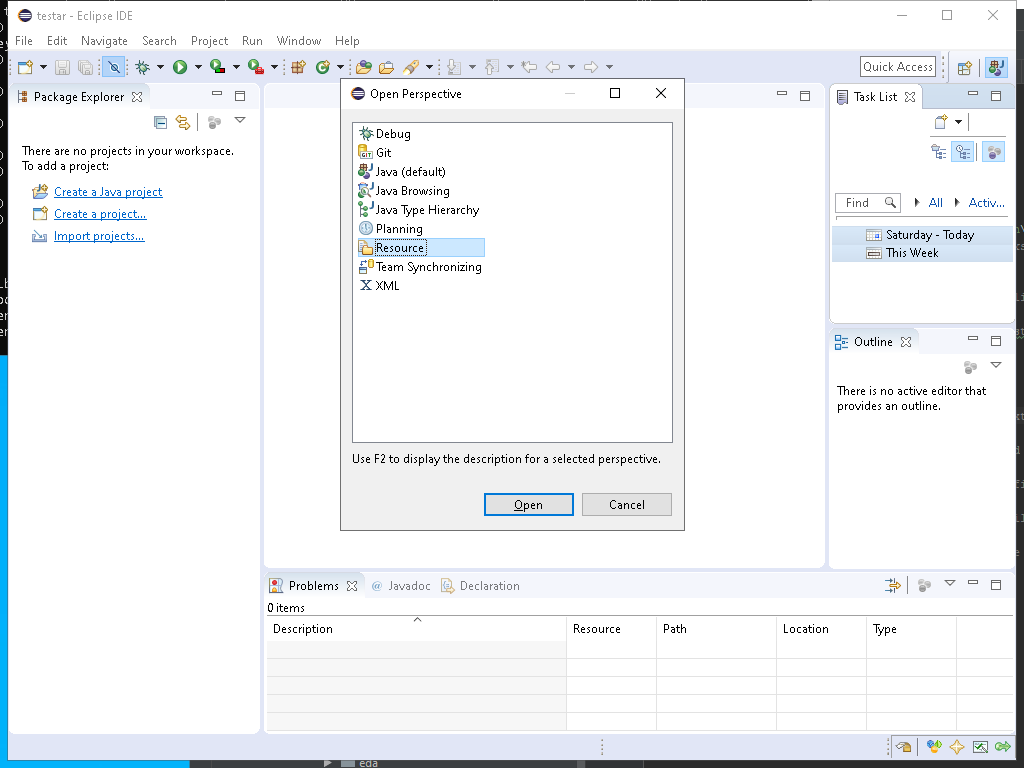 testar - Eclipse IDE
File Edit Navigate Search Project Run Window Help
Quick Access
Package Explorer
There are no projects in your workspace.
To add a project:
Create a Java project
Create a project...
Import projects...
Open Perspective
Debug
Git
Java (default)
Java Browsing
Java Type Hierarchy
Planning
Resource
Team Synchronizing
XML
Use F2 to display the description for a selected perspective.
Open Cancel
Task List
Find All Activ...
Saturday - Today
This Week
Outline
There is no active editor that
provides an outline.
Problems @ Javadoc Declaration
0 items
Description Resource Path Location Type
eda